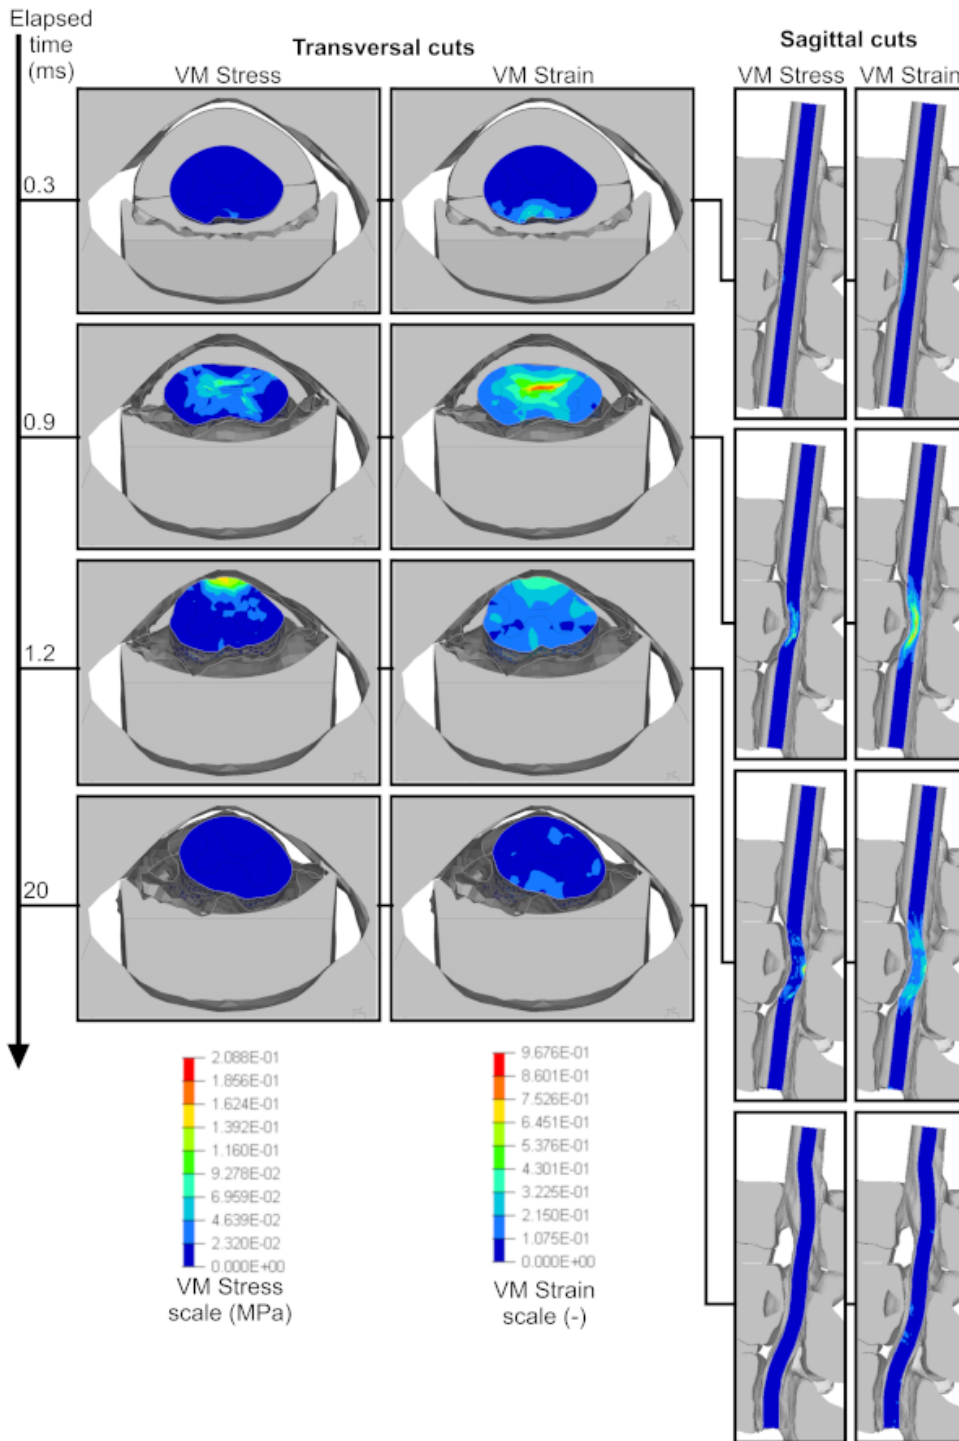 Elapsed
time
(ms)
Transversal cuts
Sagittal cuts
VM Stress
VM Strain
VM Stress
VM Strain
0.3
0.9
1.2
20
2.088E-01
1.856E-01
1.624E-01
1.392E-01
1.160E-01
9.278E-02
6.959E-02
4.639E-02
2.320E-02
0.000E+00
VM Stress
scale (MPa)
9.676E-01
8.601E-01
7.526E-01
6.451E-01
5.376E-01
4.301E-01
3.225E-01
2.150E-01
1.075E-01
0.000E+00
VM Strain
scale (-)